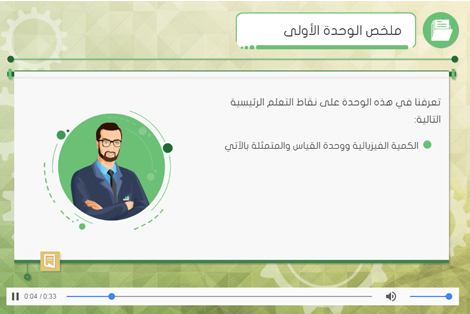 ملخص الوحدة الأولى
تعرفنا في هذه الوحدة على نقاط التعلم الرئيسية
التالية:
الكمية الفيزيائية ووحدة القياس والمتمثلة بالآتي
0:04 / 0:33